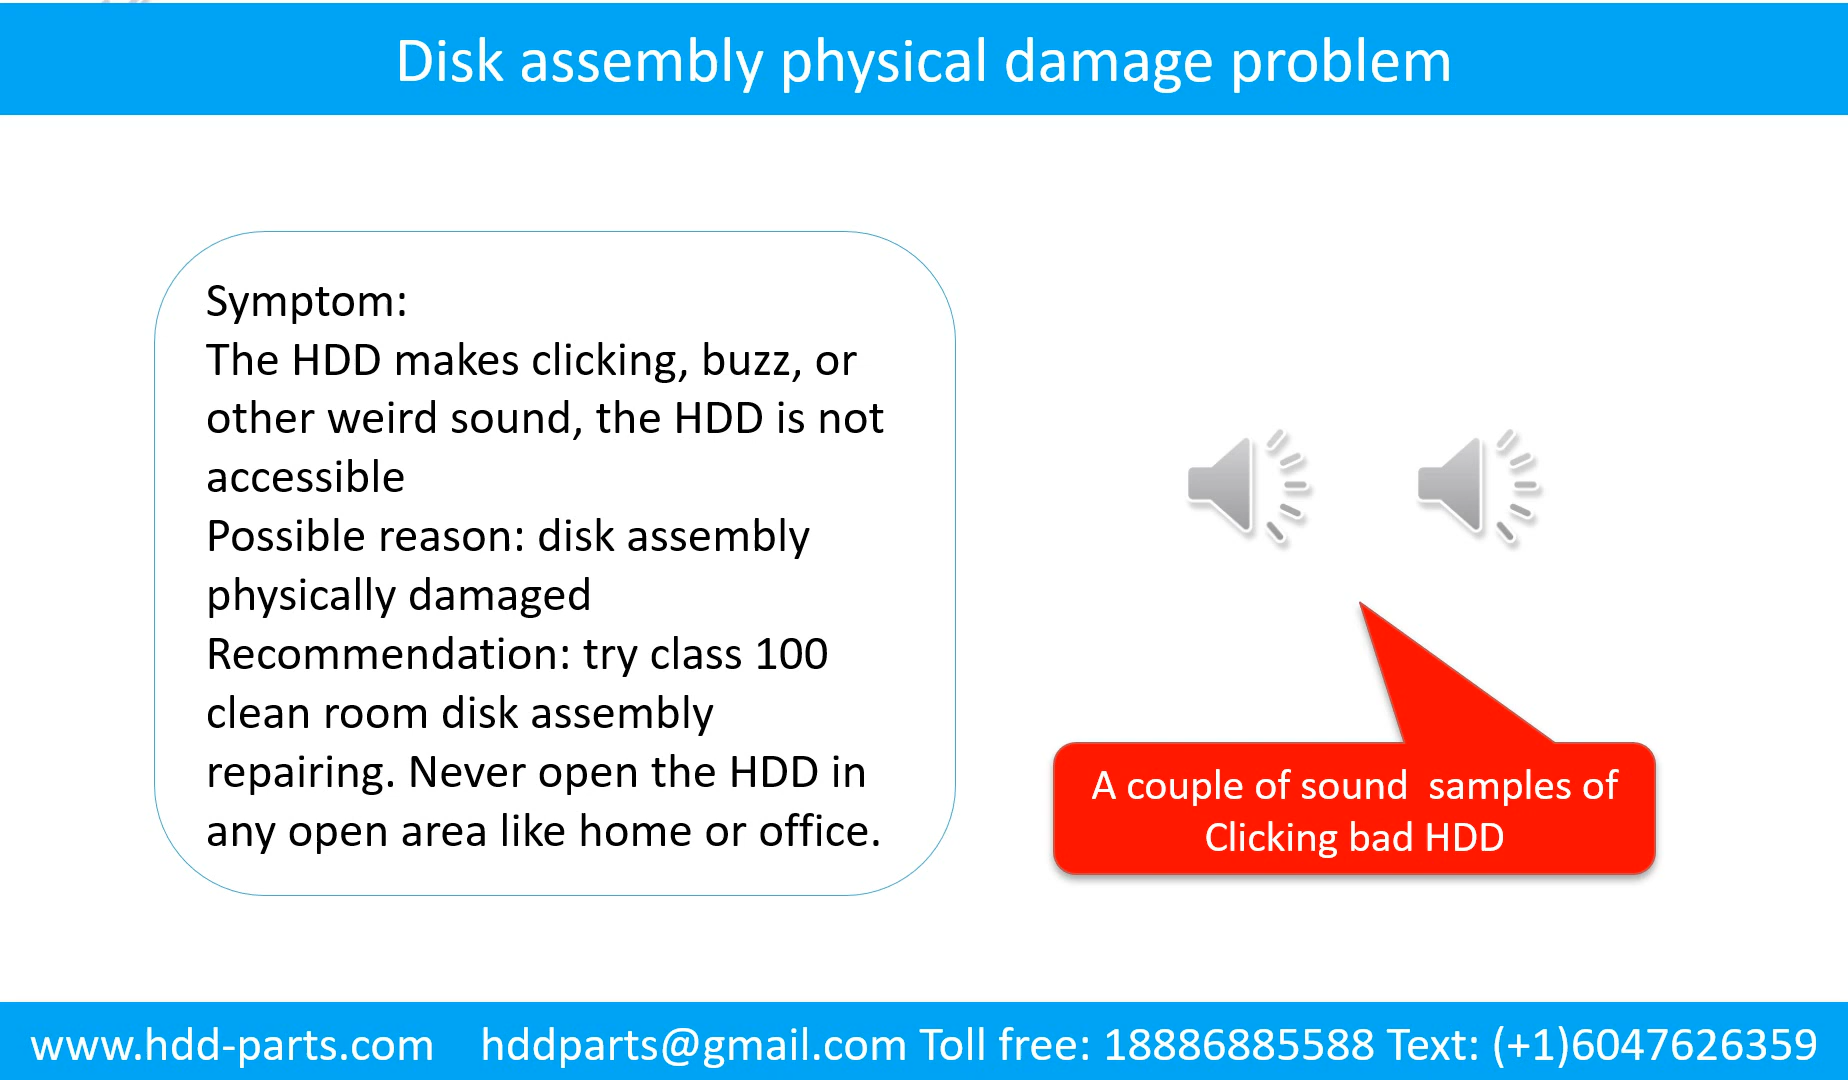 Disk assembly physical damage problem
Symptom:
The HDD makes clicking, buzz, or
other weird sound, the HDD is not
accessible
Possible reason: disk assembly
physically damaged
Recommendation: try class 100
clean room disk assembly
repairing. Never open the HDD in
any open area like home or office.
A couple of sound  samples of
Clicking bad HDD
www.hdd-parts.com    hddparts@gmail.com Toll free: 18886885588 Text: (+1)6047626359